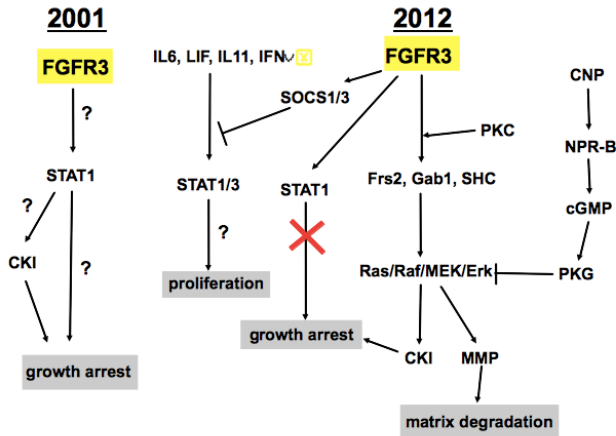 2001
2012
FGFR3
?
STAT1
?
?
CKI
growth arrest
IL6, LIF, IL11, IFN
FGFR3
SOCS1/3
STAT1/3
?
proliferation
STAT1
growth arrest
PKC
Frs2, Gab1, SHC
Ras/Raf/MEK/Erk
CKI
MMP
matrix degradation
CNP
NPR-B
cGMP
PKG